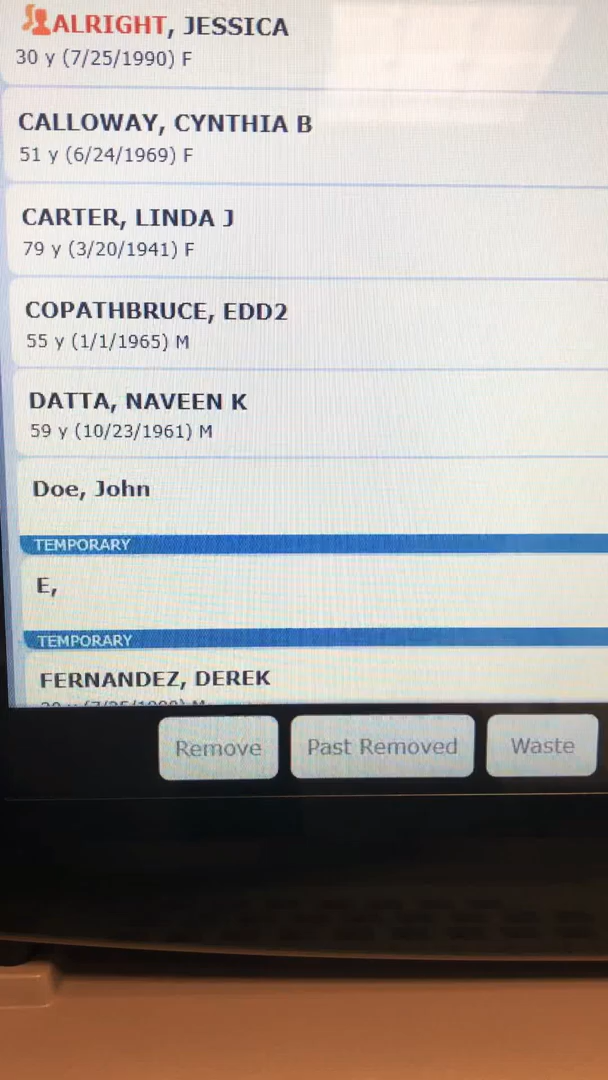 ALRIGHT, JESSICA
30 y (7/25/1990) F
CALLOWAY, CYNTHIA B
51 y (6/24/1969) F
CARTER, LINDA J
79 y (3/20/1941) F
COPATHBRUCE, EDD2
55 y (1/1/1965) M
DATTA, NAVEEN K
59 y (10/23/1961) M
Doe, John
TEMPORARY
E,
TEMPORARY
FERNANDEZ, DEREK
Remove
Past Removed
Waste